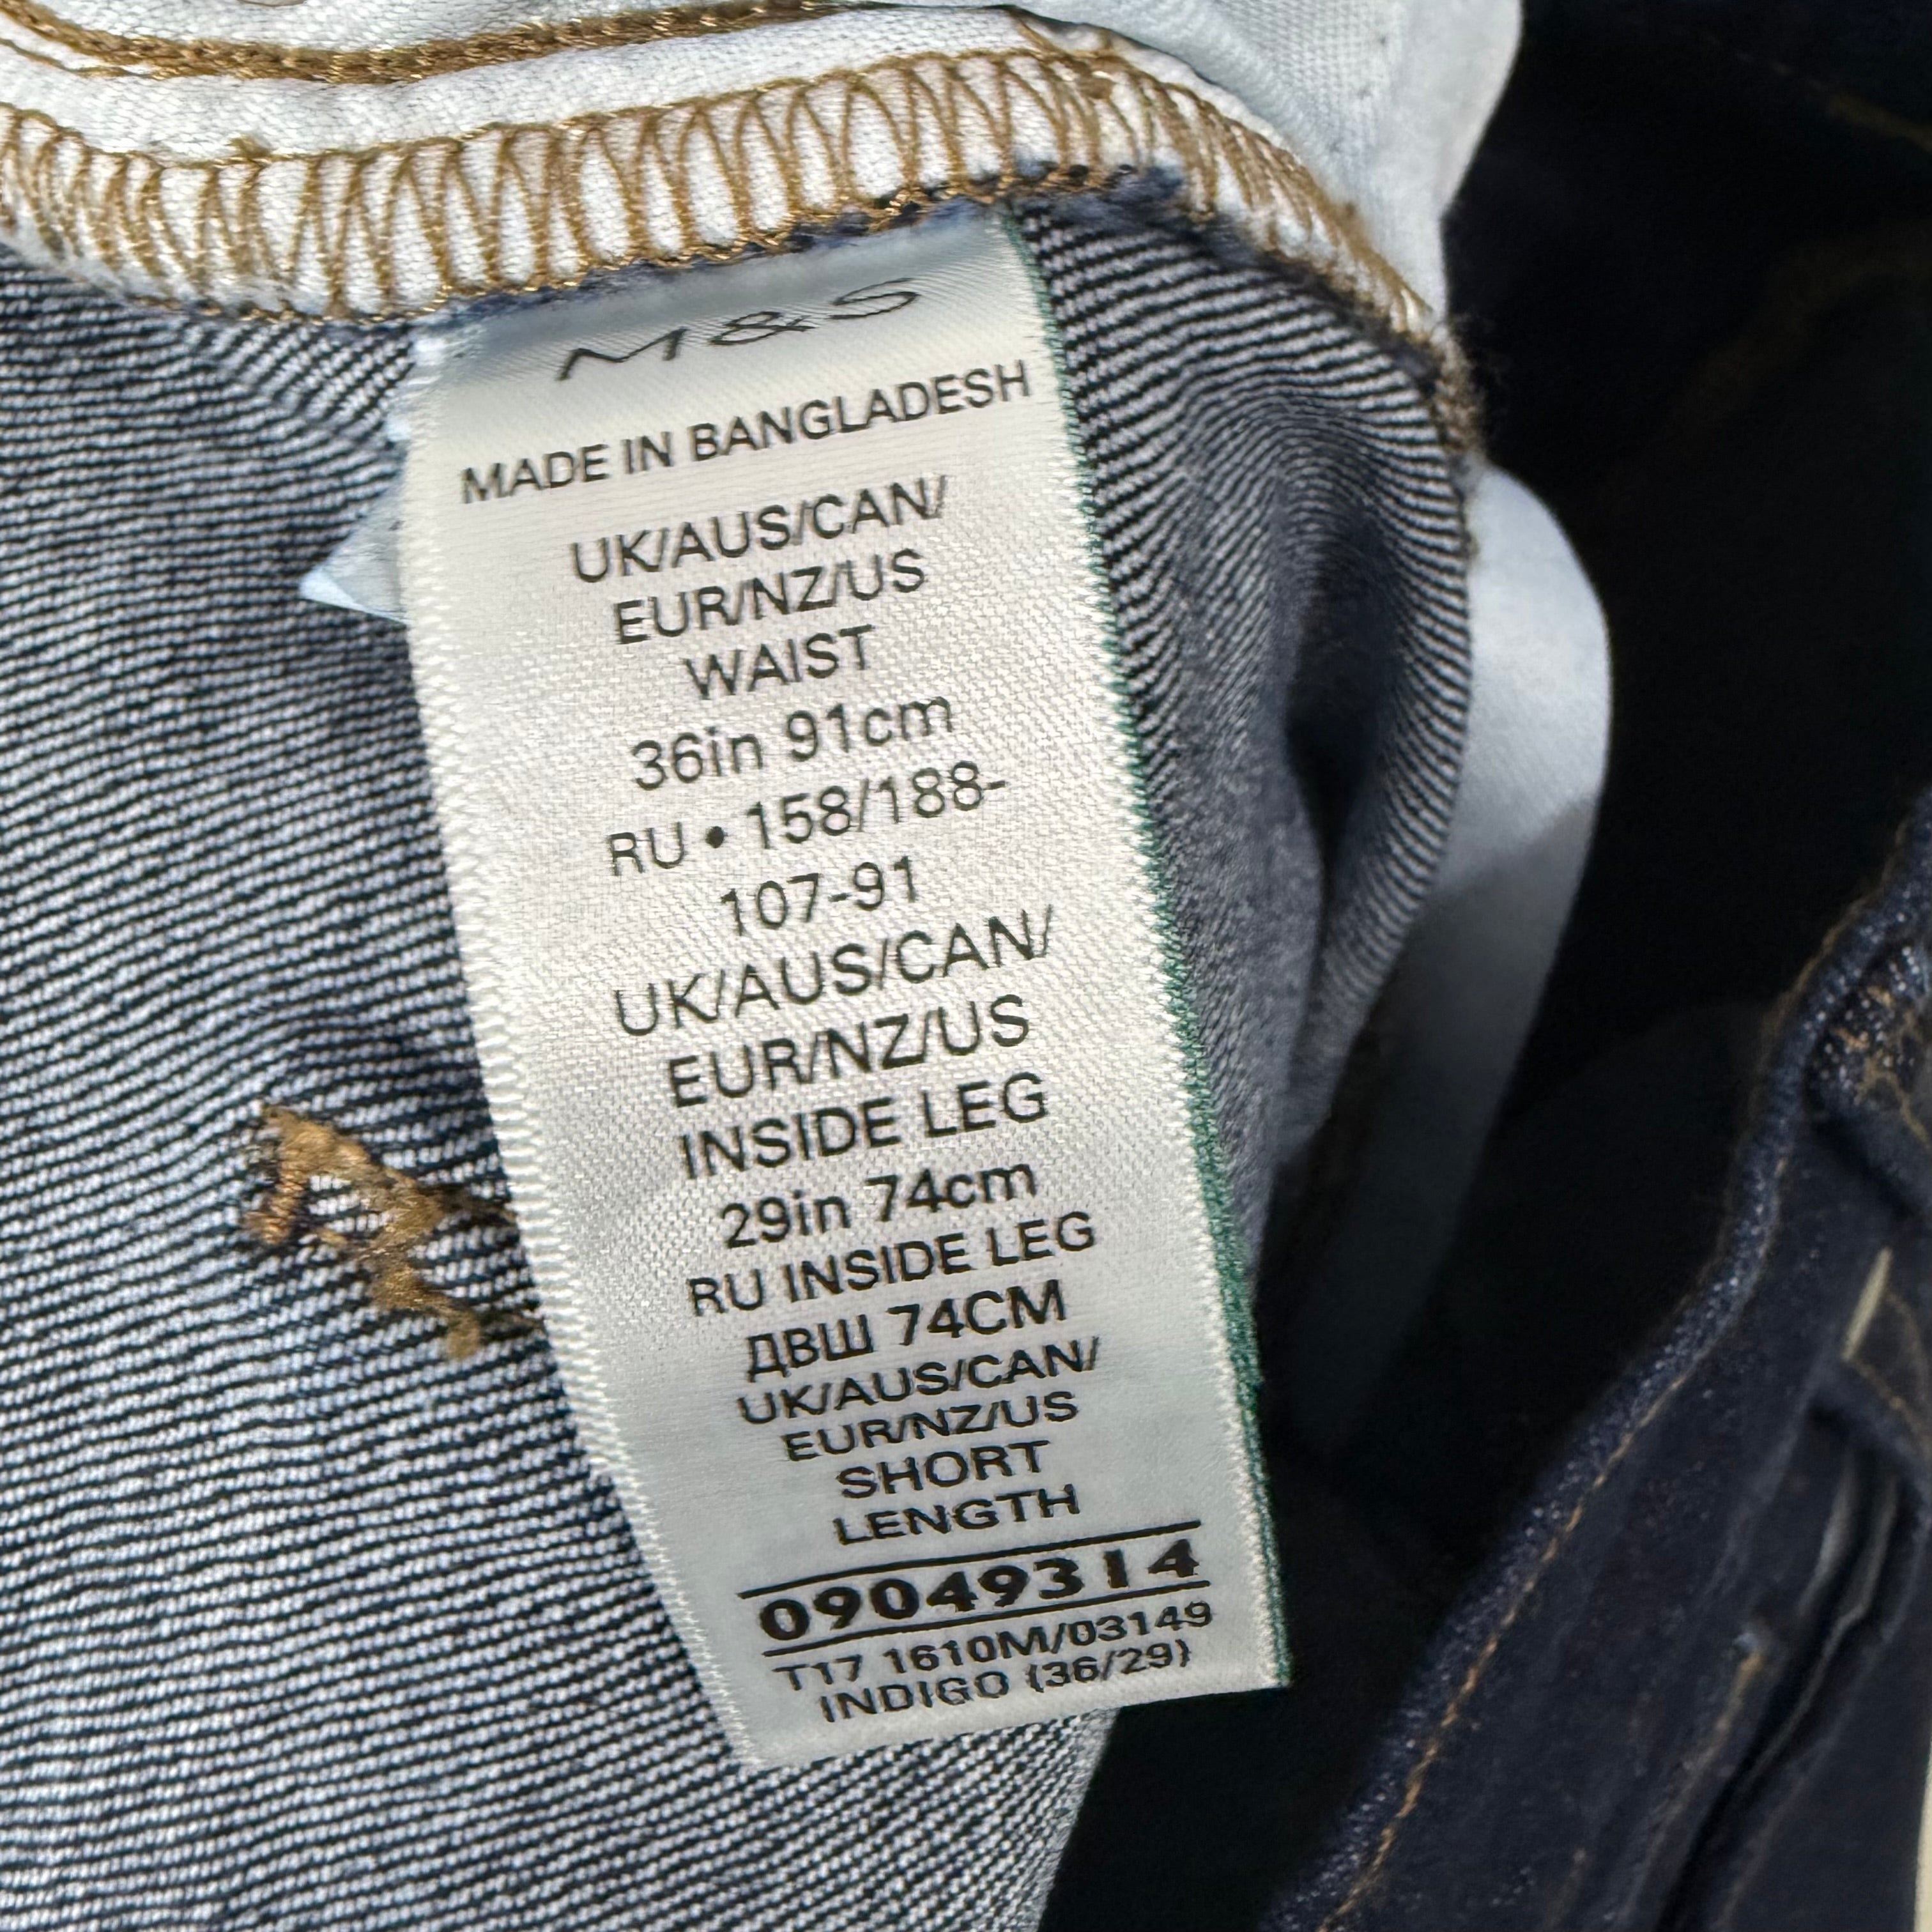 M&S
MADE IN BANGLADESH
UK/AUS/CAN/
EUR/NZ/US
WAIST
36in 91cm
RU • 158/188-
107-91
UK/AUS/CAN/
EUR/NZ/US
INSIDE LEG
29in 74cm
RU INSIDE LEG
ДВШ 74СМ
UK/AUS/CAN/
EUR/NZ/US
SHORT
LENGTH
09049314
T17 1610M/03149
INDIGO (36/29)